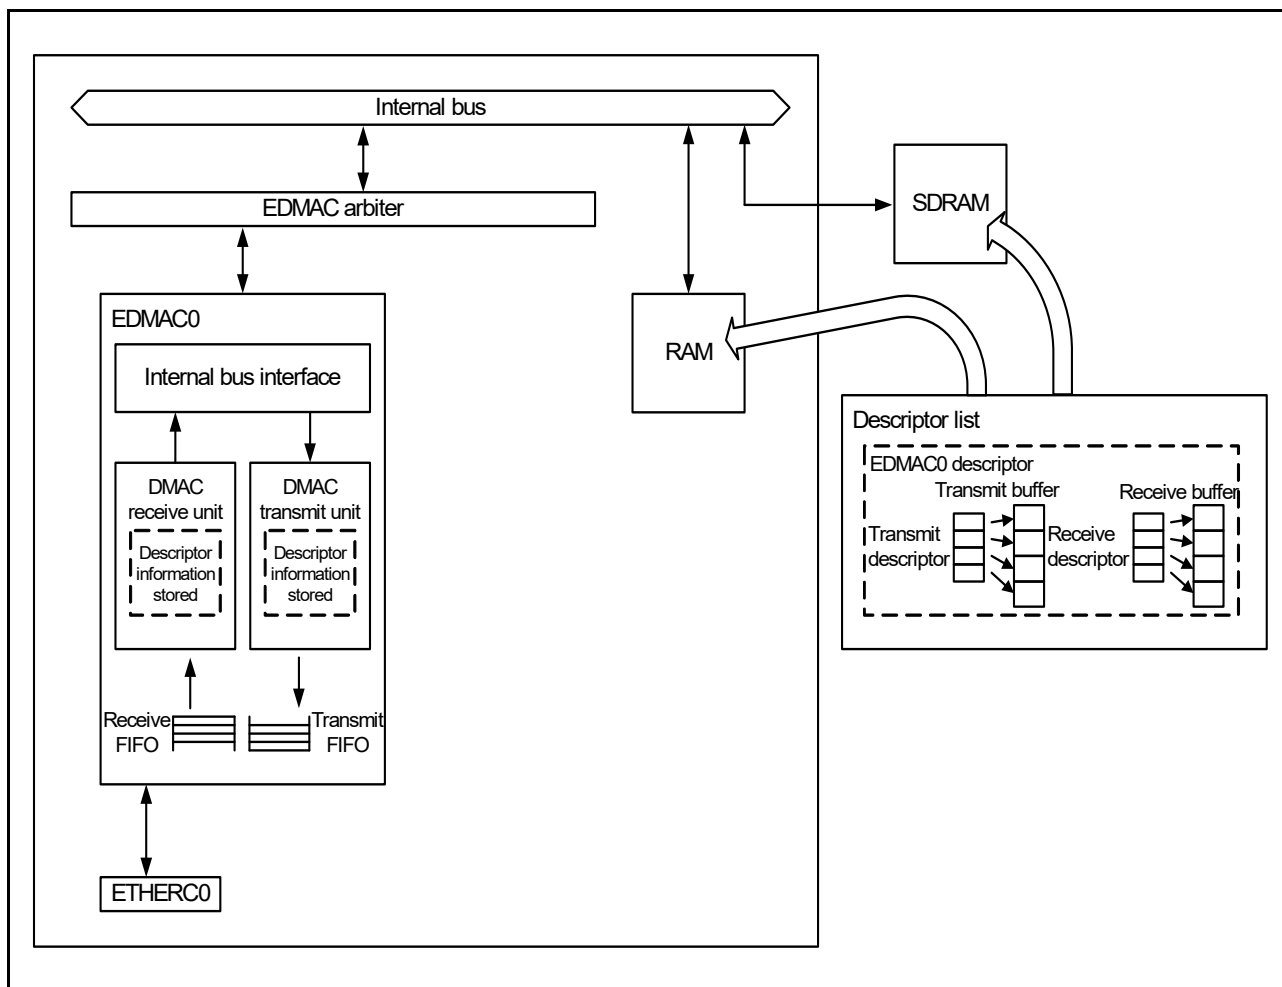 Internal bus
EDMAC arbiter
SDRAM
EDMAC0
RAM
Internal bus interface
DMAC
receive unit
Descriptor
information
stored
DMAC
transmit unit
Descriptor
information
stored
Receive
FIFO
Transmit
FIFO
ETHERC0
Descriptor list
EDMAC0 descriptor
Transmit buffer
Receive buffer
Transmit
descriptor
Receive
descriptor